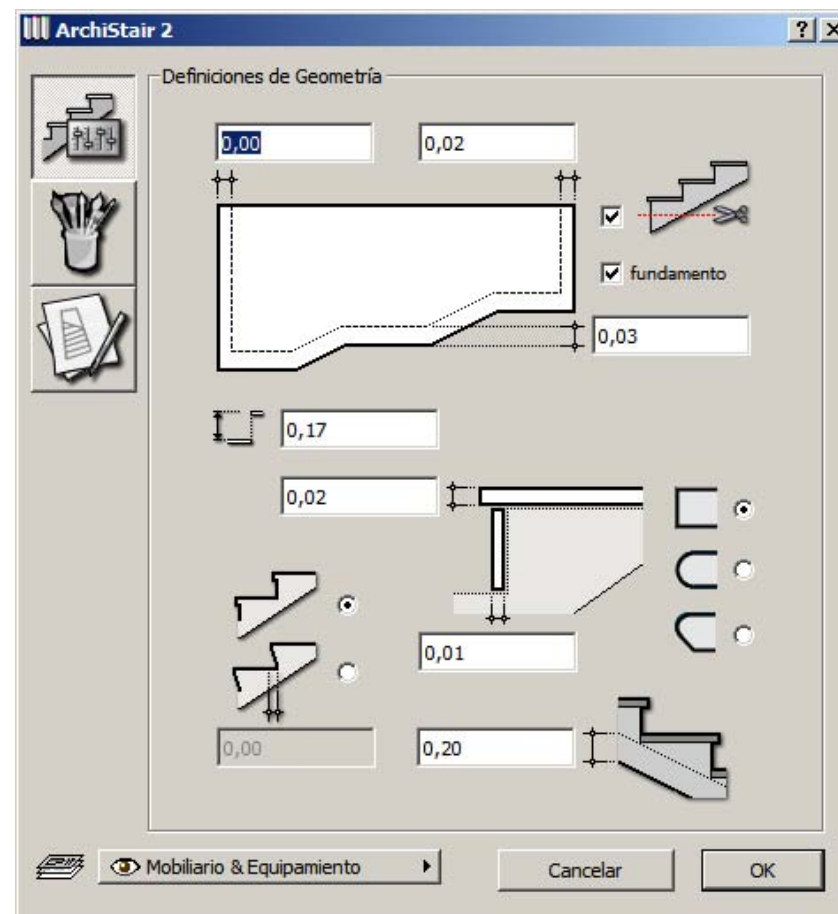 ArchiStair 2
Definiciones de Geometría
0,00
0,02
fundamento
0,03
0,17
0,02
0,01
0,00
0,20
Mobiliario & Equipamiento
Cancelar
OK